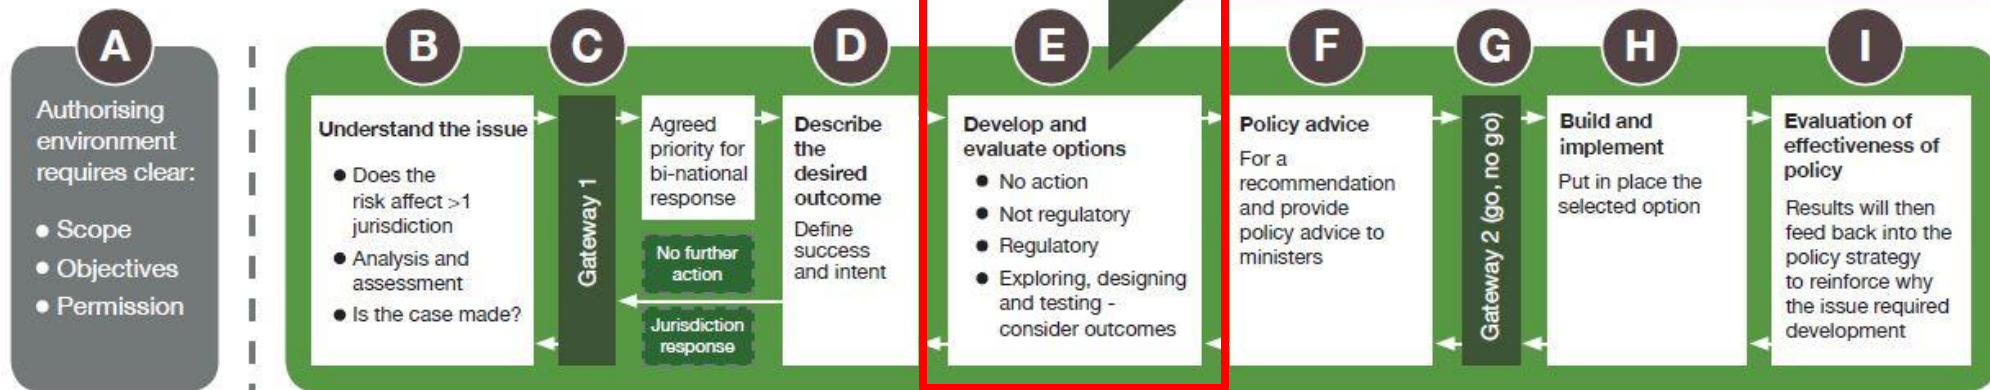 A
Authorising
environment
requires clear:
● Scope
● Objectives
● Permission
B
Understand the issue
● Does the
risk affect >1
jurisdiction
● Analysis and
assessment
● Is the case made?
C
Gateway 1
Agreed
priority for
bi-national
response
No further
action
Jurisdiction
response
D
Describe
the
desired
outcome
Define
success
and intent
E
Develop and
evaluate options
● No action
● Not regulatory
● Regulatory
● Exploring, designing
and testing -
consider outcomes
F
Policy advice
For a
recommendation
and provide
policy advice to
ministers
G
Gateway 2 (go, no go)
H
Build and
implement
Put in place the
selected option
I
Evaluation of
effectiveness of
policy
Results will then
feed back into the
policy strategy
to reinforce why
the issue required
development